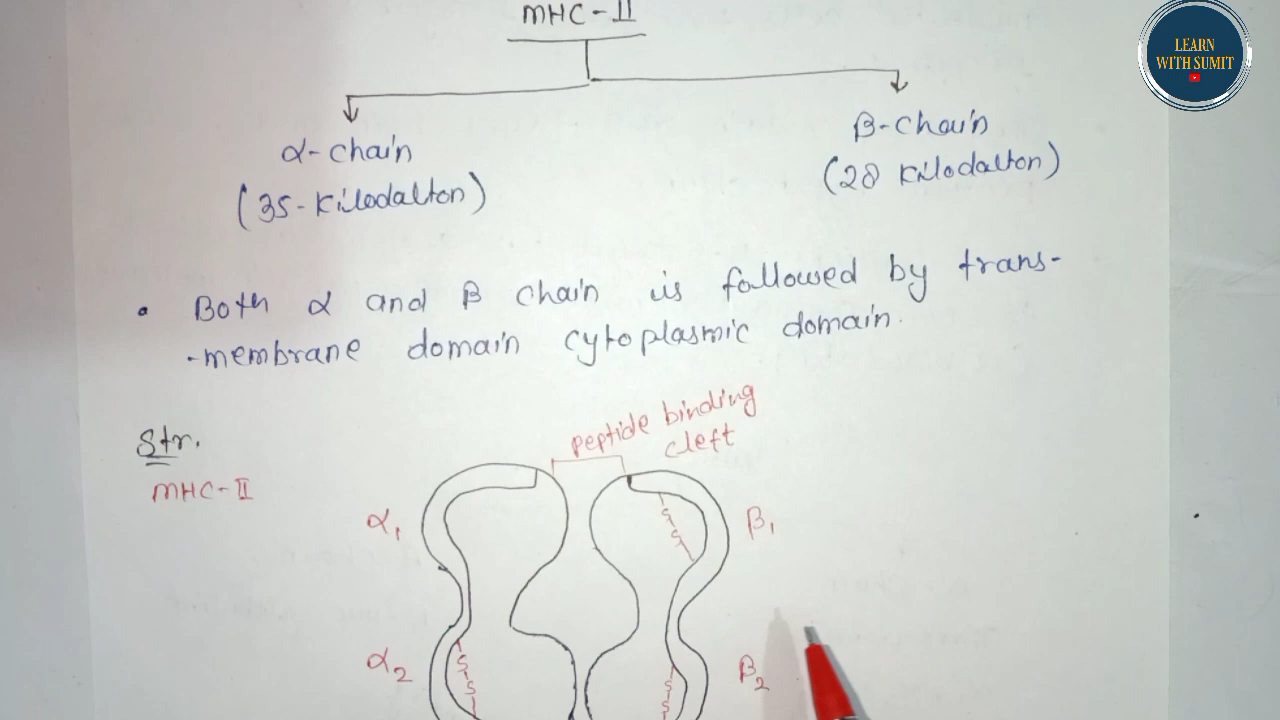 MHC-II
LEARN
WITH SUMIT
α-chain
β-chain
(35-Kilodalton)
(28 Kilodalton)
• Both α and β chain is followed by trans-
-membrane domain cytoplasmic domain.
Str.
MHC-II
peptide binding
cleft
α1
β1
S
S
S
S
α2
β2
S
S
S
S